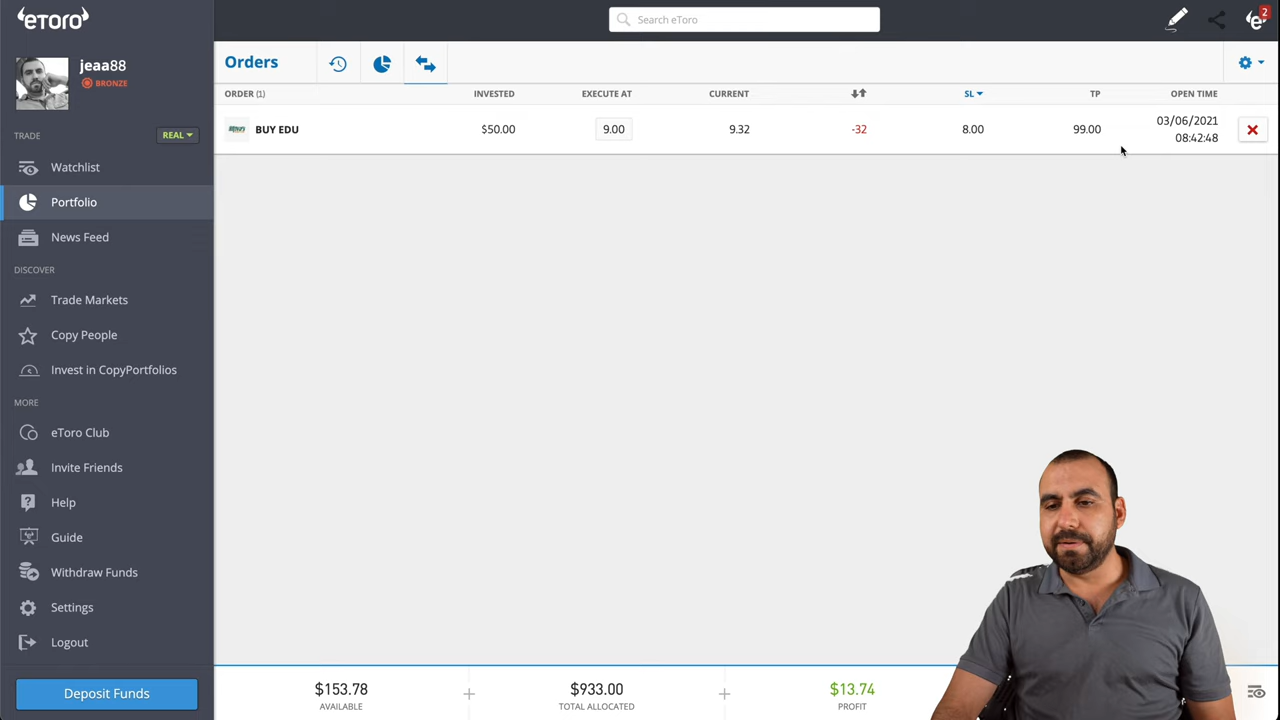 eToro
Search eToro
2
jeaa88
BRONZE
TRADE
REAL
Watchlist
Portfolio
News Feed
DISCOVER
Trade Markets
Copy People
Invest in CopyPortfolios
MORE
eToro Club
Invite Friends
Help
Guide
Withdraw Funds
Settings
Logout
Deposit Funds
Orders
ORDER (1) INVESTED EXECUTE AT CURRENT SL TP OPEN TIME
BUY EDU $50.00 9.00 9.32 -32 8.00 99.00 03/06/2021
08:42:48
$153.78 + $933.00 + $13.74
AVAILABLE TOTAL ALLOCATED PROFIT